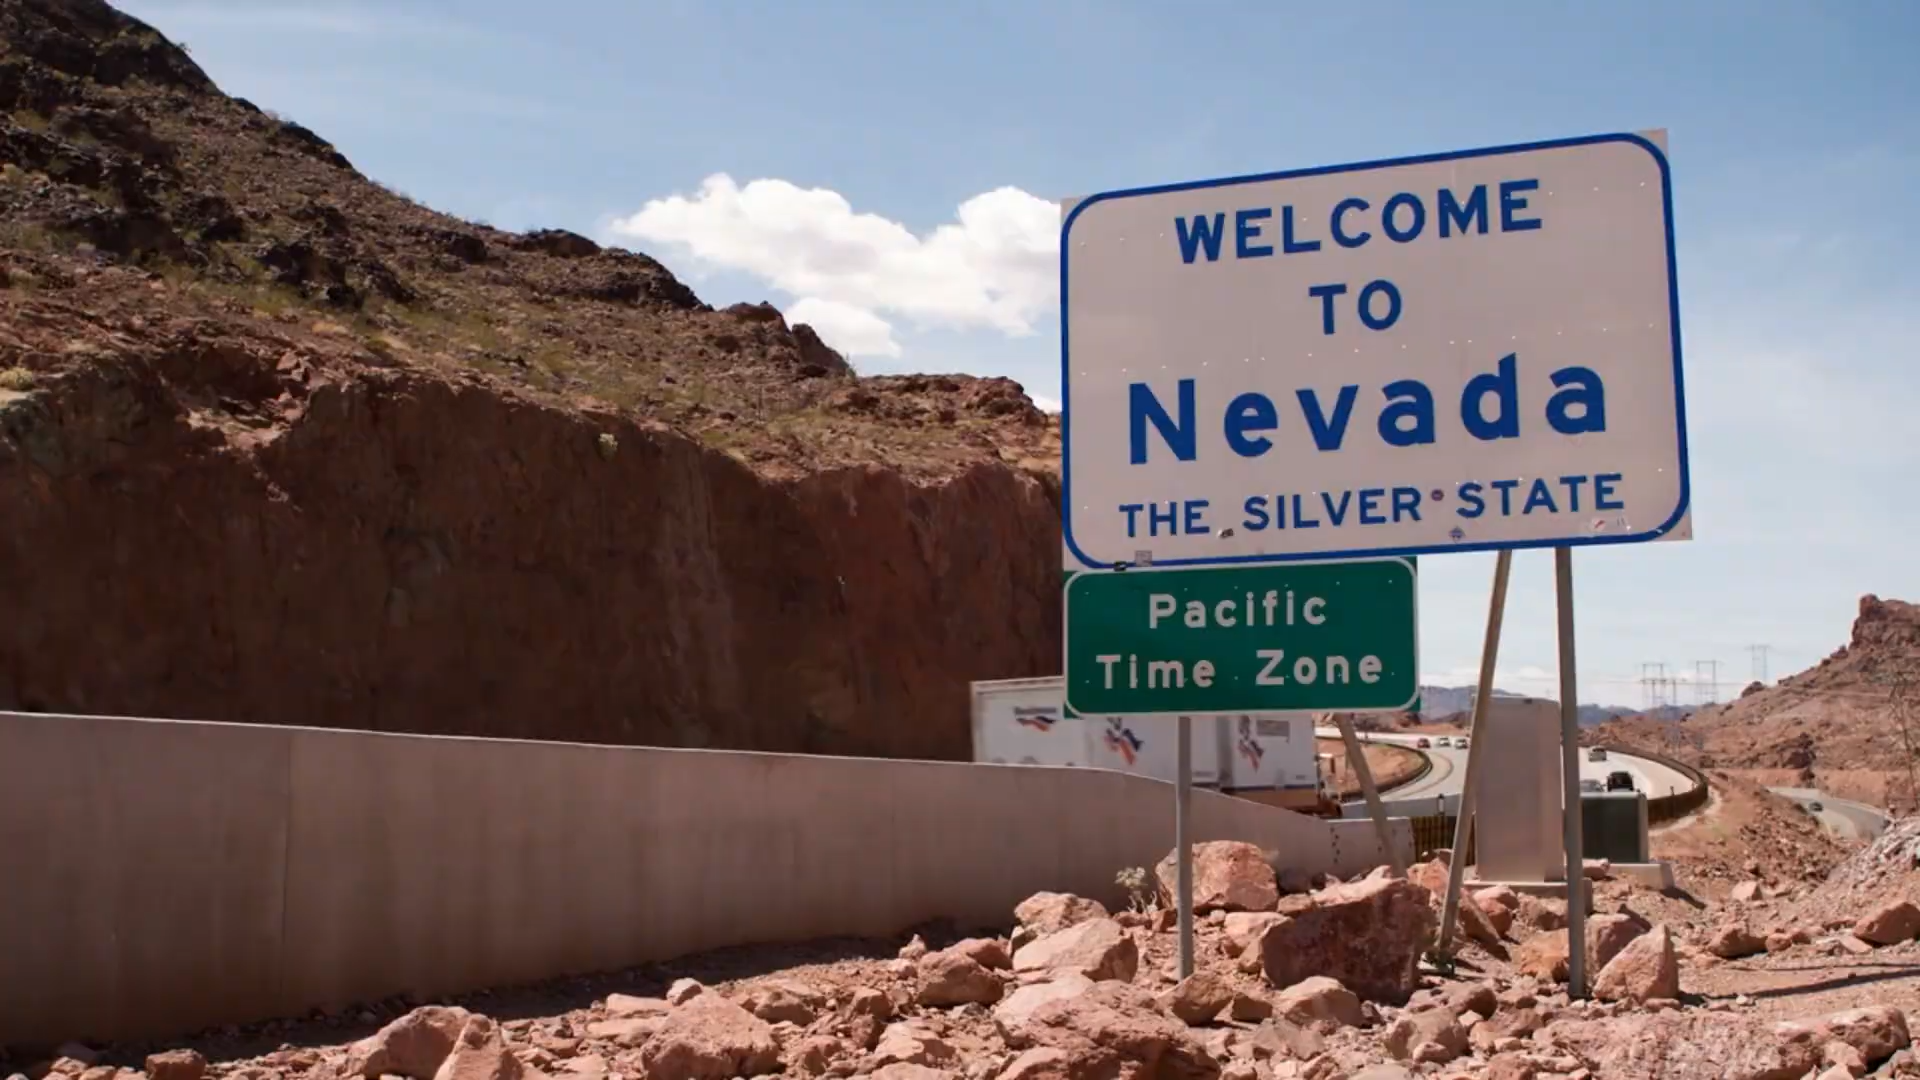 WELCOME
TO
Nevada
THE SILVER STATE
Pacific
Time Zone